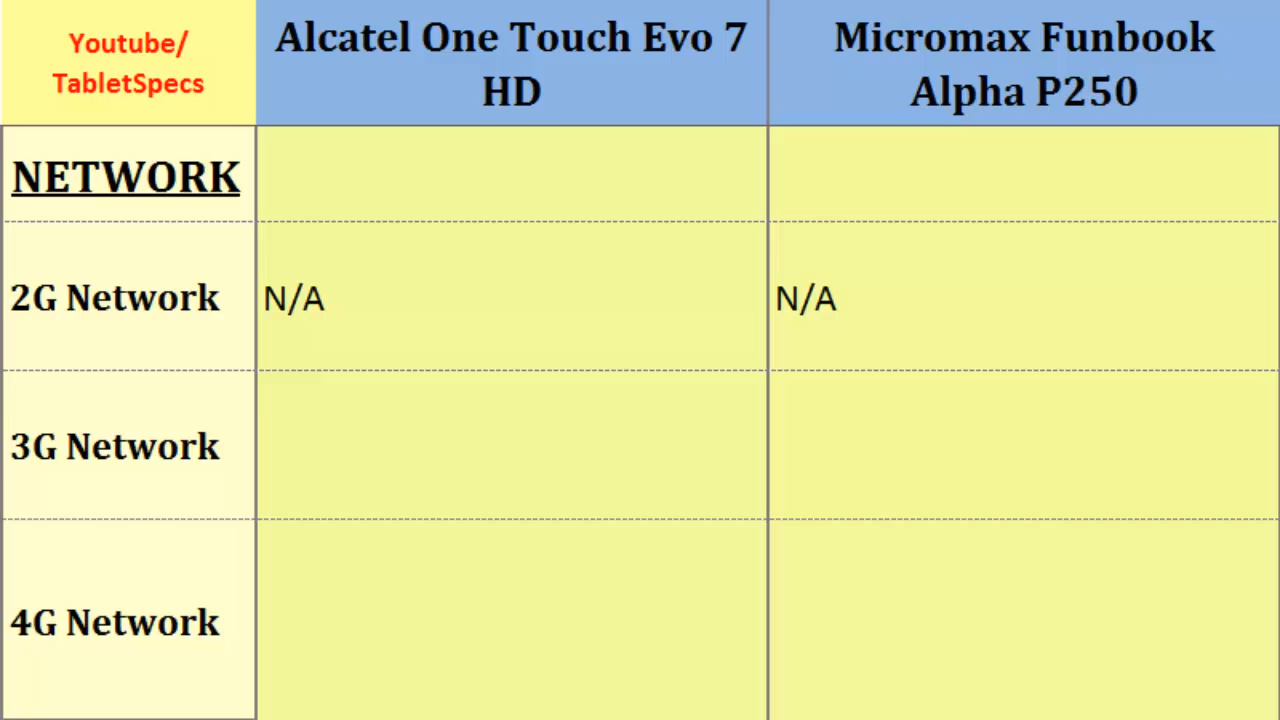 Youtube/
TabletSpecs
Alcatel One Touch Evo 7
HD
Micromax Funbook
Alpha P250
NETWORK
2G Network
N/A
N/A
3G Network
4G Network